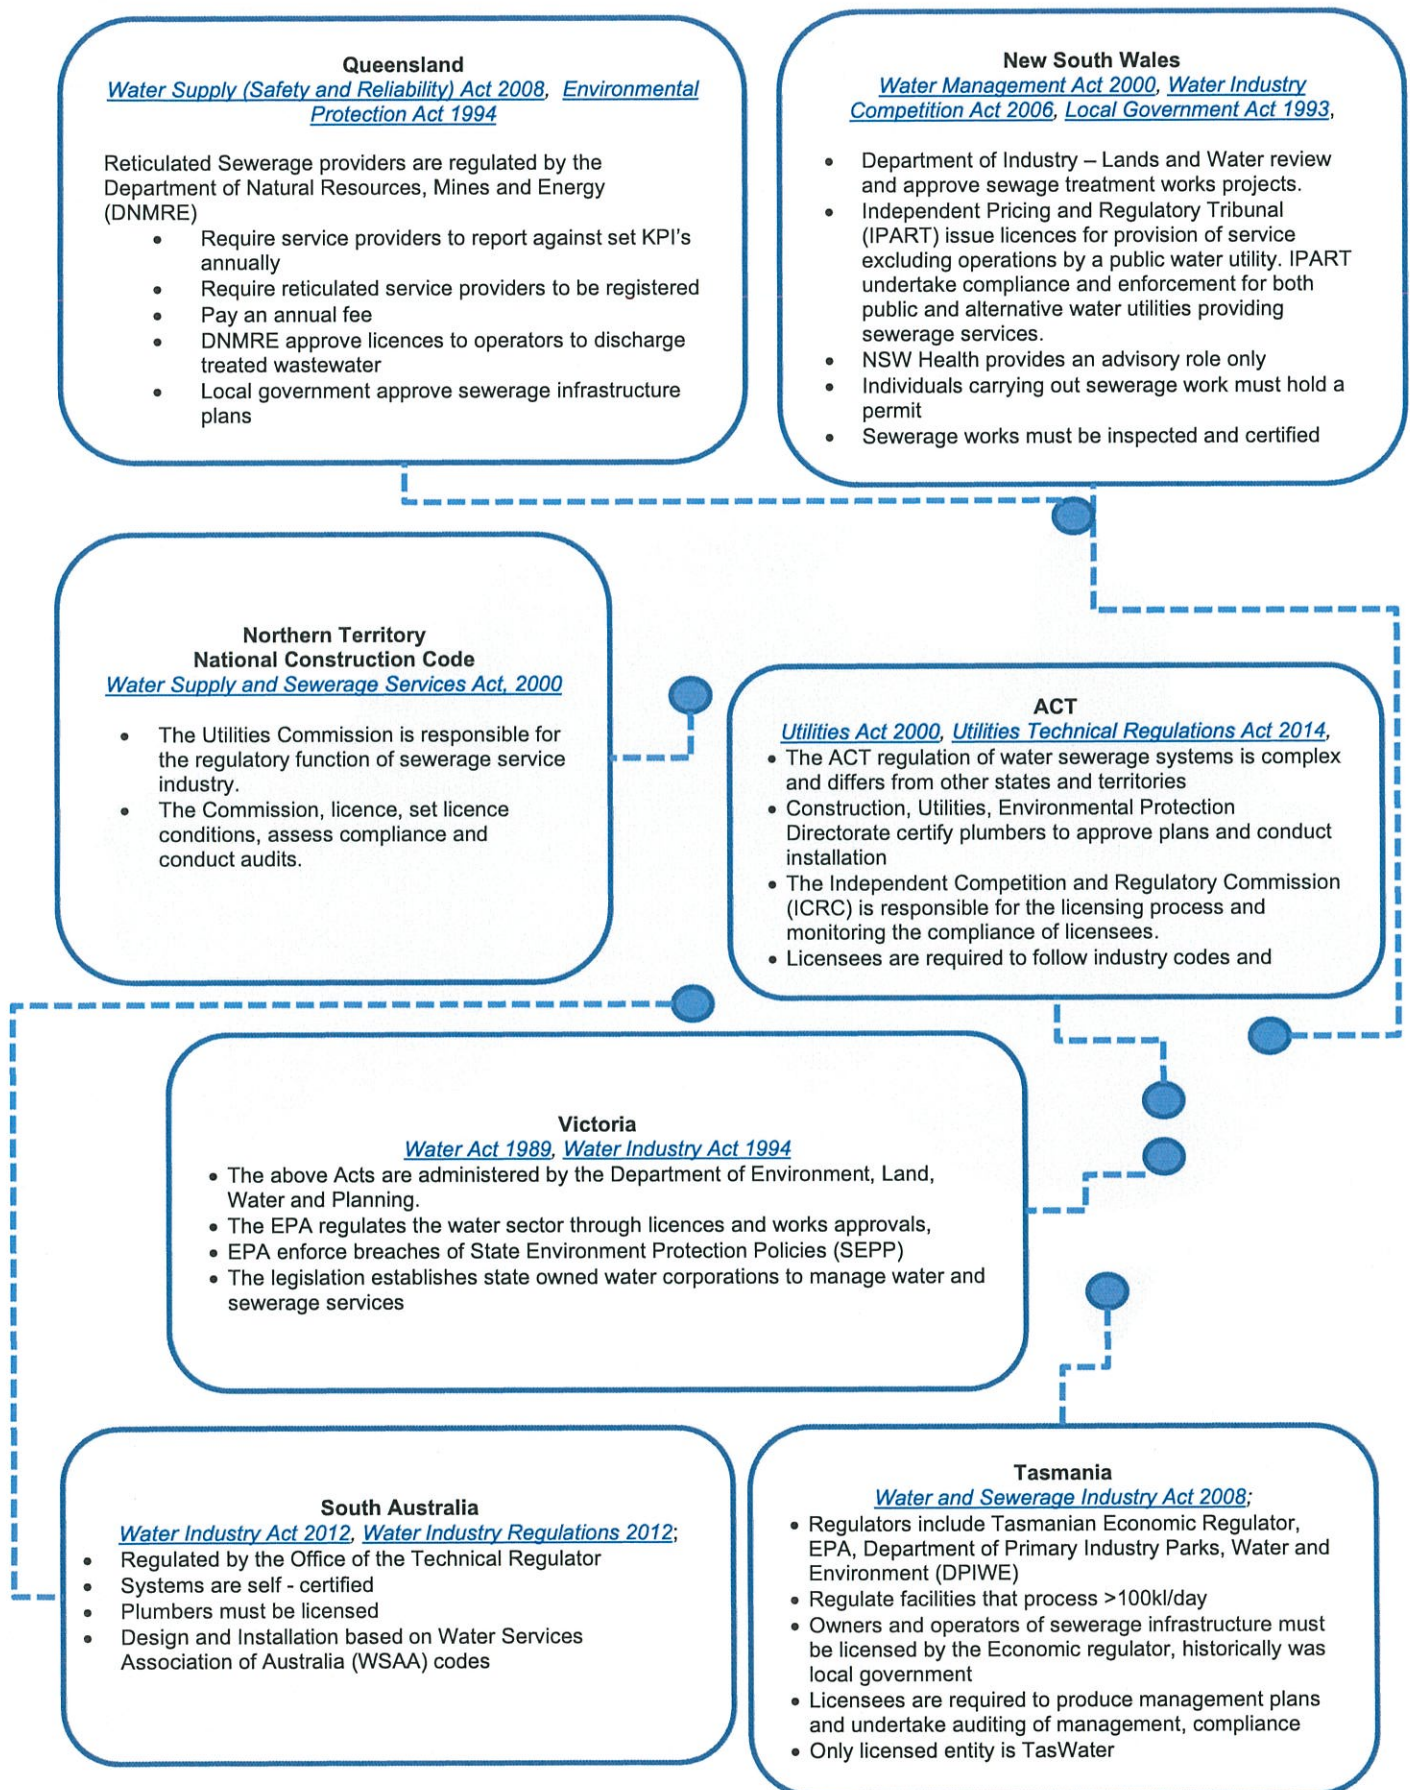 Queensland
Water Supply (Safety and Reliability) Act 2008, Environmental
Protection Act 1994
Reticulated Sewerage providers are regulated by the
Department of Natural Resources, Mines and Energy
(DNMRE)
• Require service providers to report against set KPI's
annually
• Require reticulated service providers to be registered
• Pay an annual fee
• DNMRE approve licences to operators to discharge
treated wastewater
• Local government approve sewerage infrastructure
plans
New South Wales
Water Management Act 2000, Water Industry
Competition Act 2006, Local Government Act 1993,
• Department of Industry – Lands and Water review
and approve sewage treatment works projects.
• Independent Pricing and Regulatory Tribunal
(IPART) issue licences for provision of service
excluding operations by a public water utility. IPART
undertake compliance and enforcement for both
public and alternative water utilities providing
sewerage services.
• NSW Health provides an advisory role only
• Individuals carrying out sewerage work must hold a
permit
• Sewerage works must be inspected and certified
Northern Territory
National Construction Code
Water Supply and Sewerage Services Act, 2000
• The Utilities Commission is responsible for
the regulatory function of sewerage service
industry.
• The Commission, licence, set licence
conditions, assess compliance and
conduct audits.
ACT
Utilities Act 2000, Utilities Technical Regulations Act 2014,
• The ACT regulation of water sewerage systems is complex
and differs from other states and territories
• Construction, Utilities, Environmental Protection
Directorate certify plumbers to approve plans and conduct
installation
• The Independent Competition and Regulatory Commission
(ICRC) is responsible for the licensing process and
monitoring the compliance of licensees.
• Licensees are required to follow industry codes and
Victoria
Water Act 1989, Water Industry Act 1994
• The above Acts are administered by the Department of Environment, Land,
Water and Planning.
• The EPA regulates the water sector through licences and works approvals,
• EPA enforce breaches of State Environment Protection Policies (SEPP)
• The legislation establishes state owned water corporations to manage water and
sewerage services
South Australia
Water Industry Act 2012, Water Industry Regulations 2012;
• Regulated by the Office of the Technical Regulator
• Systems are self - certified
• Plumbers must be licensed
• Design and Installation based on Water Services
Association of Australia (WSAA) codes
Tasmania
Water and Sewerage Industry Act 2008;
• Regulators include Tasmanian Economic Regulator,
EPA, Department of Primary Industry Parks, Water and
Environment (DPIWE)
• Regulate facilities that process >100kl/day
• Owners and operators of sewerage infrastructure must
be licensed by the Economic regulator, historically was
local government
• Licensees are required to produce management plans
and undertake auditing of management, compliance
• Only licensed entity is TasWater